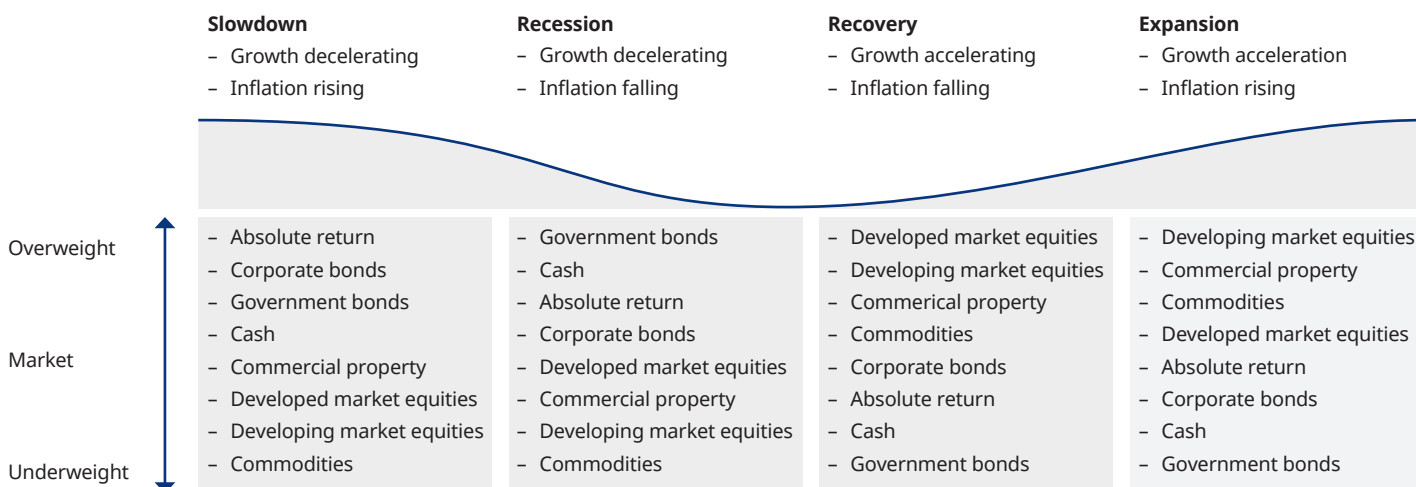 Slowdown
– Growth decelerating
– Inflation rising
Recession
– Growth decelerating
– Inflation falling
Recovery
– Growth accelerating
– Inflation falling
Expansion
– Growth acceleration
– Inflation rising
Overweight
Market
Underweight
– Absolute return
– Corporate bonds
– Government bonds
– Cash
– Commercial property
– Developed market equities
– Developing market equities
– Commodities
– Government bonds
– Cash
– Absolute return
– Corporate bonds
– Developed market equities
– Commercial property
– Developing market equities
– Commodities
– Developed market equities
– Developing market equities
– Commerical property
– Commodities
– Corporate bonds
– Absolute return
– Cash
– Government bonds
– Developing market equities
– Commercial property
– Commodities
– Developed market equities
– Absolute return
– Corporate bonds
– Cash
– Government bonds